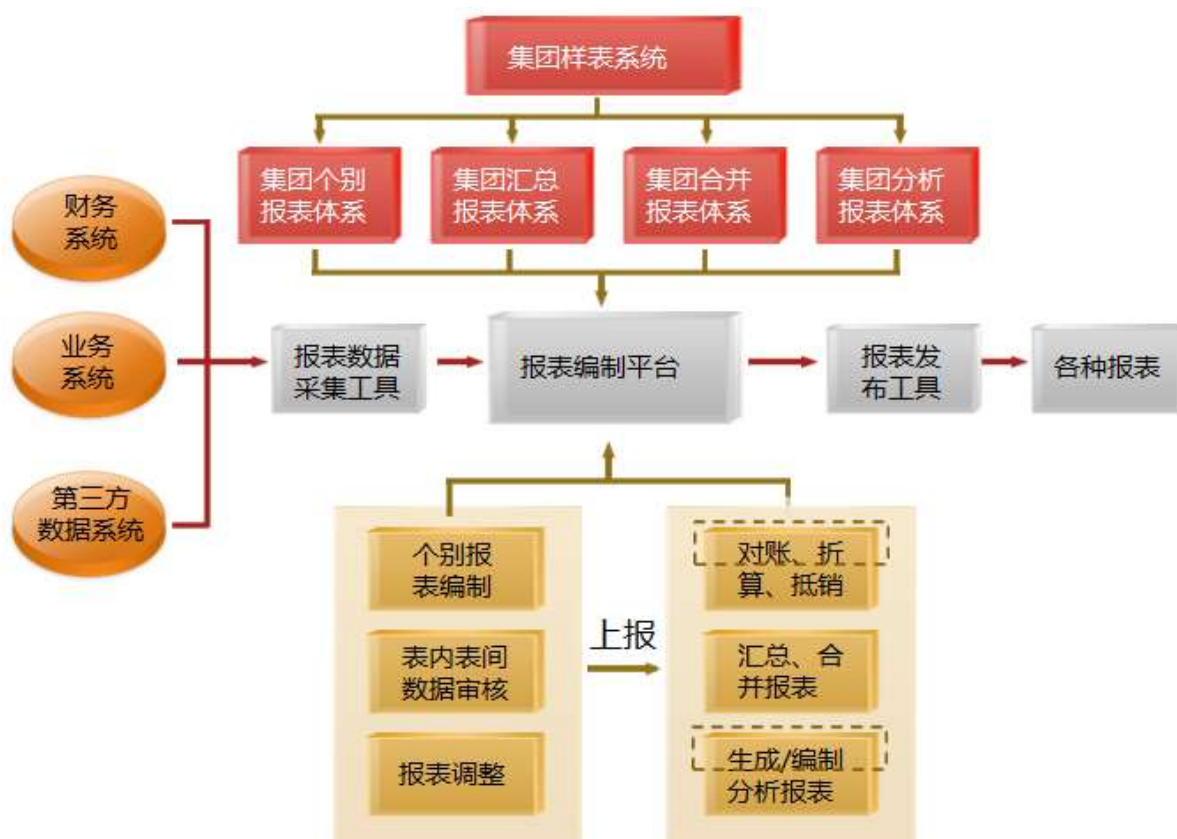 集团样表系统
集团个别
报表体系
集团汇总
报表体系
集团合并
报表体系
集团分析
报表体系
财务
系统
业务
系统
第三方
数据系统
报表数据
采集工具
报表编制平台
报表发
布工具
各种报表
个别报
表编制
表内表间
数据审核
报表调整
上报
对账、折
算、抵销
汇总、合
并报表
生成/编制
分析报表